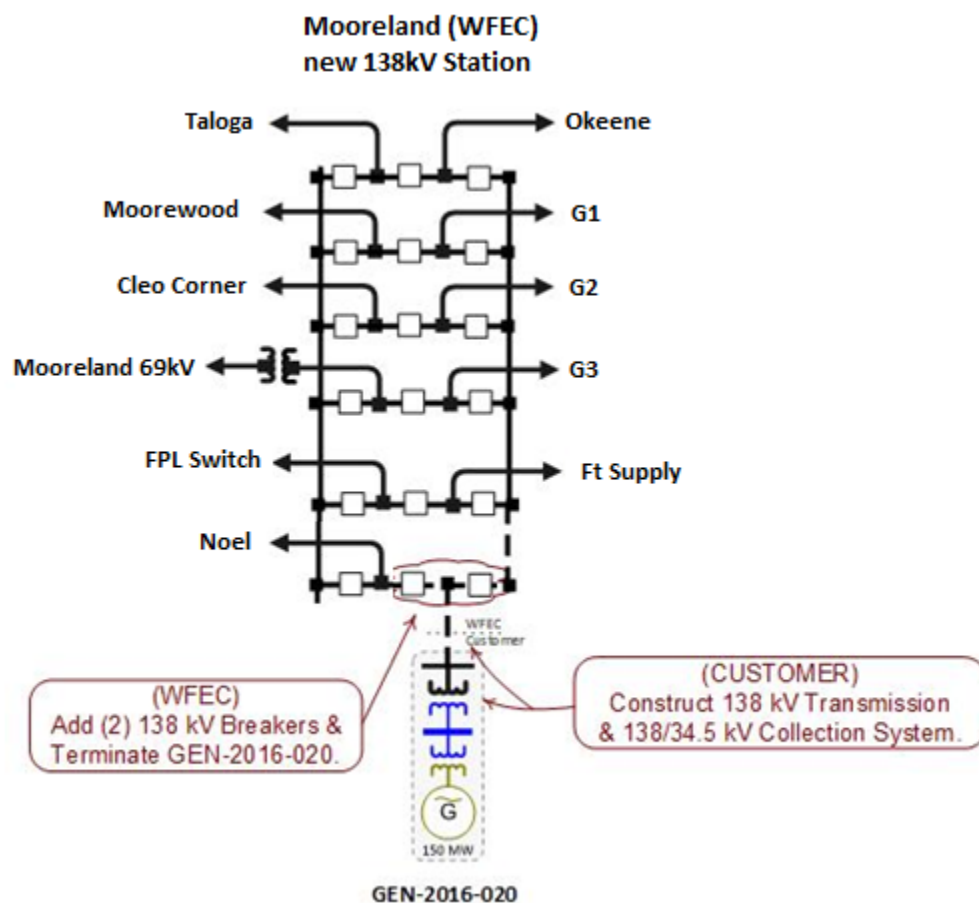 Mooreland (WFEC)
new 138kV Station
Taloga
Okeene
Moorewood
G1
Cleo Corner
G2
Mooreland 69kV
G3
FPL Switch
Ft Supply
Noel
WFEC
Customer
(WFEC)
Add (2) 138 kV Breakers &
Terminate GEN-2016-020.
(CUSTOMER)
Construct 138 kV Transmission
& 138/34.5 kV Collection System.
G
150 MW
GEN-2016-020